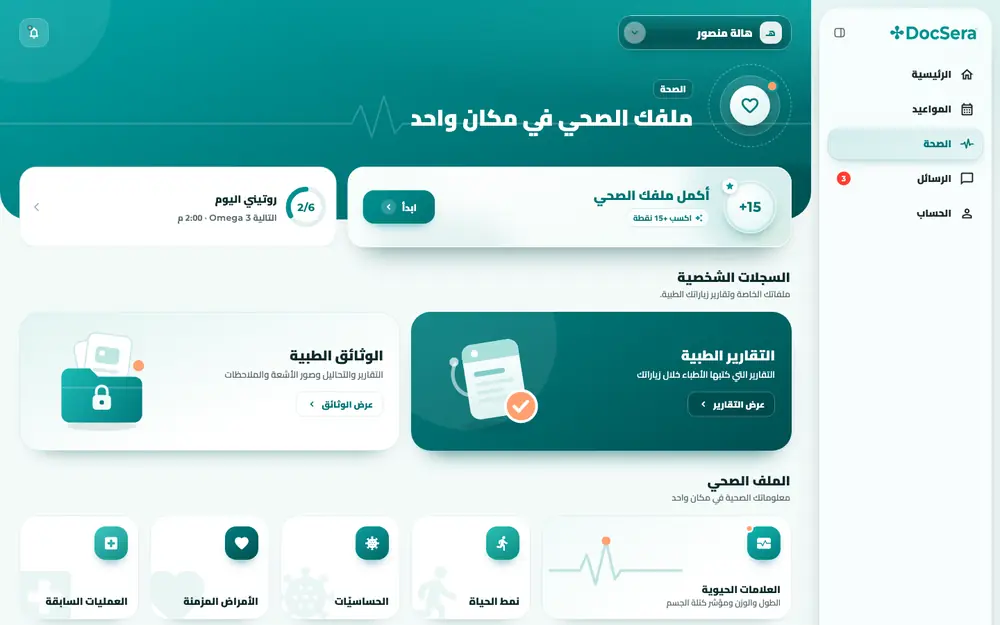 DocSera
الرئيسية
المواعيد
الصحة
الرسائل
3
الحساب
هـ
هالة منصور
الصحة
ملفك الصحي في مكان واحد
+15
أكمل ملفك الصحي
اكسب +15 نقطة
ابدأ
2/6
روتيني اليوم
التالية Omega 3 · 2:00 م
السجلات الشخصية
ملفاتك الخاصة وتقارير زياراتك الطبية.
التقارير الطبية
التقارير التي كتبها الأطباء خلال زياراتك
عرض التقارير
الوثائق الطبية
التقارير والتحاليل وصور الأشعة والملاحظات
عرض الوثائق
الملف الصحي
معلوماتك الصحية في مكان واحد
العلامات الحيوية
الطول والوزن ومؤشر كتلة الجسم
نمط الحياة
الحساسيّات
الأمراض المزمنة
العمليات السابقة